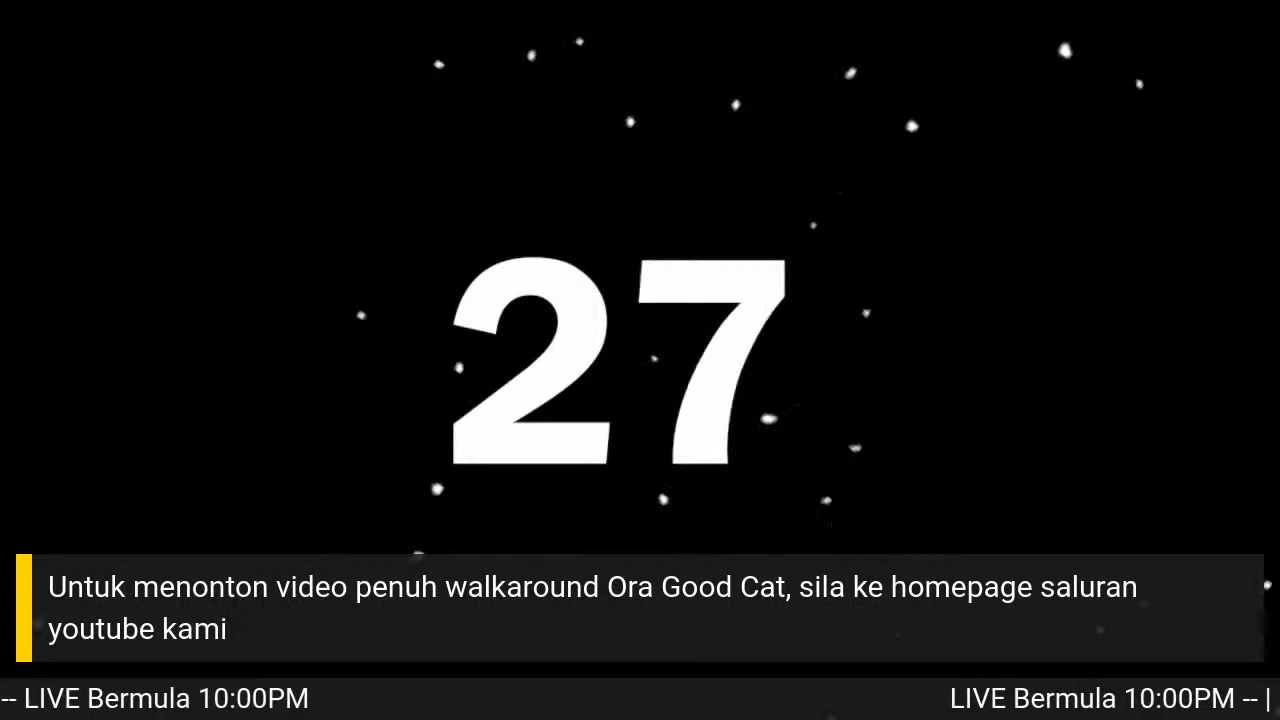 27
Untuk menonton video penuh walkaround Ora Good Cat, sila ke homepage saluran
youtube kami
-- LIVE Bermula 10:00PM
LIVE Bermula 10:00PM -- |